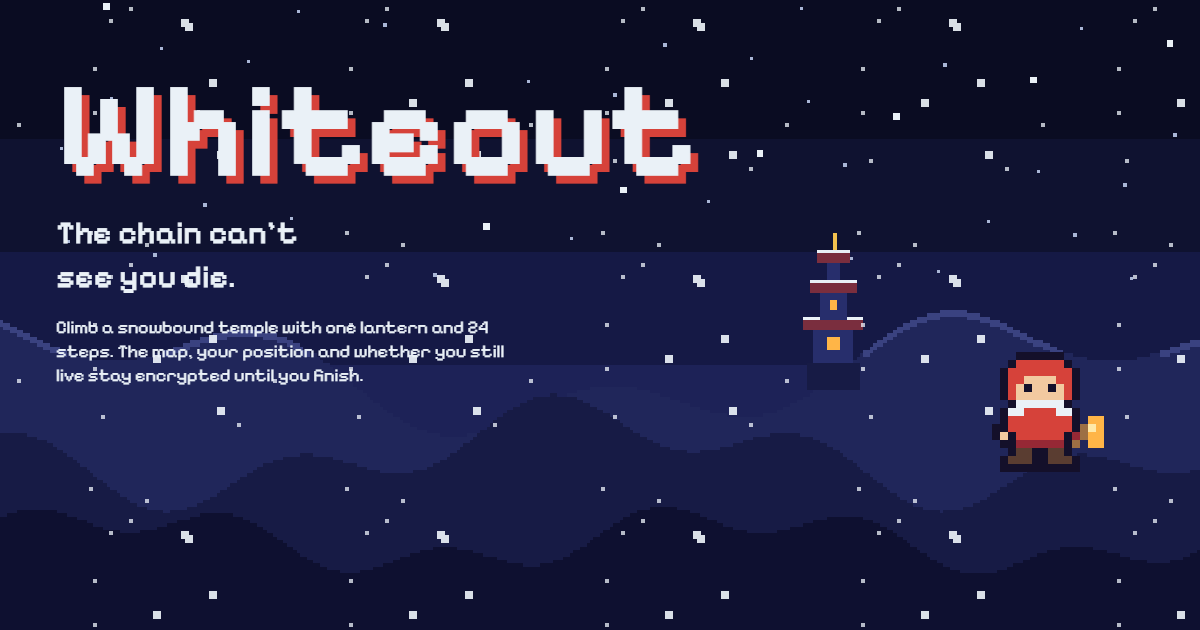 Whiteout
The chain can't
see you die.
Climb a snowbound temple with one lantern and 24
steps. The map, your position and whether you still
live stay encrypted until you finish.